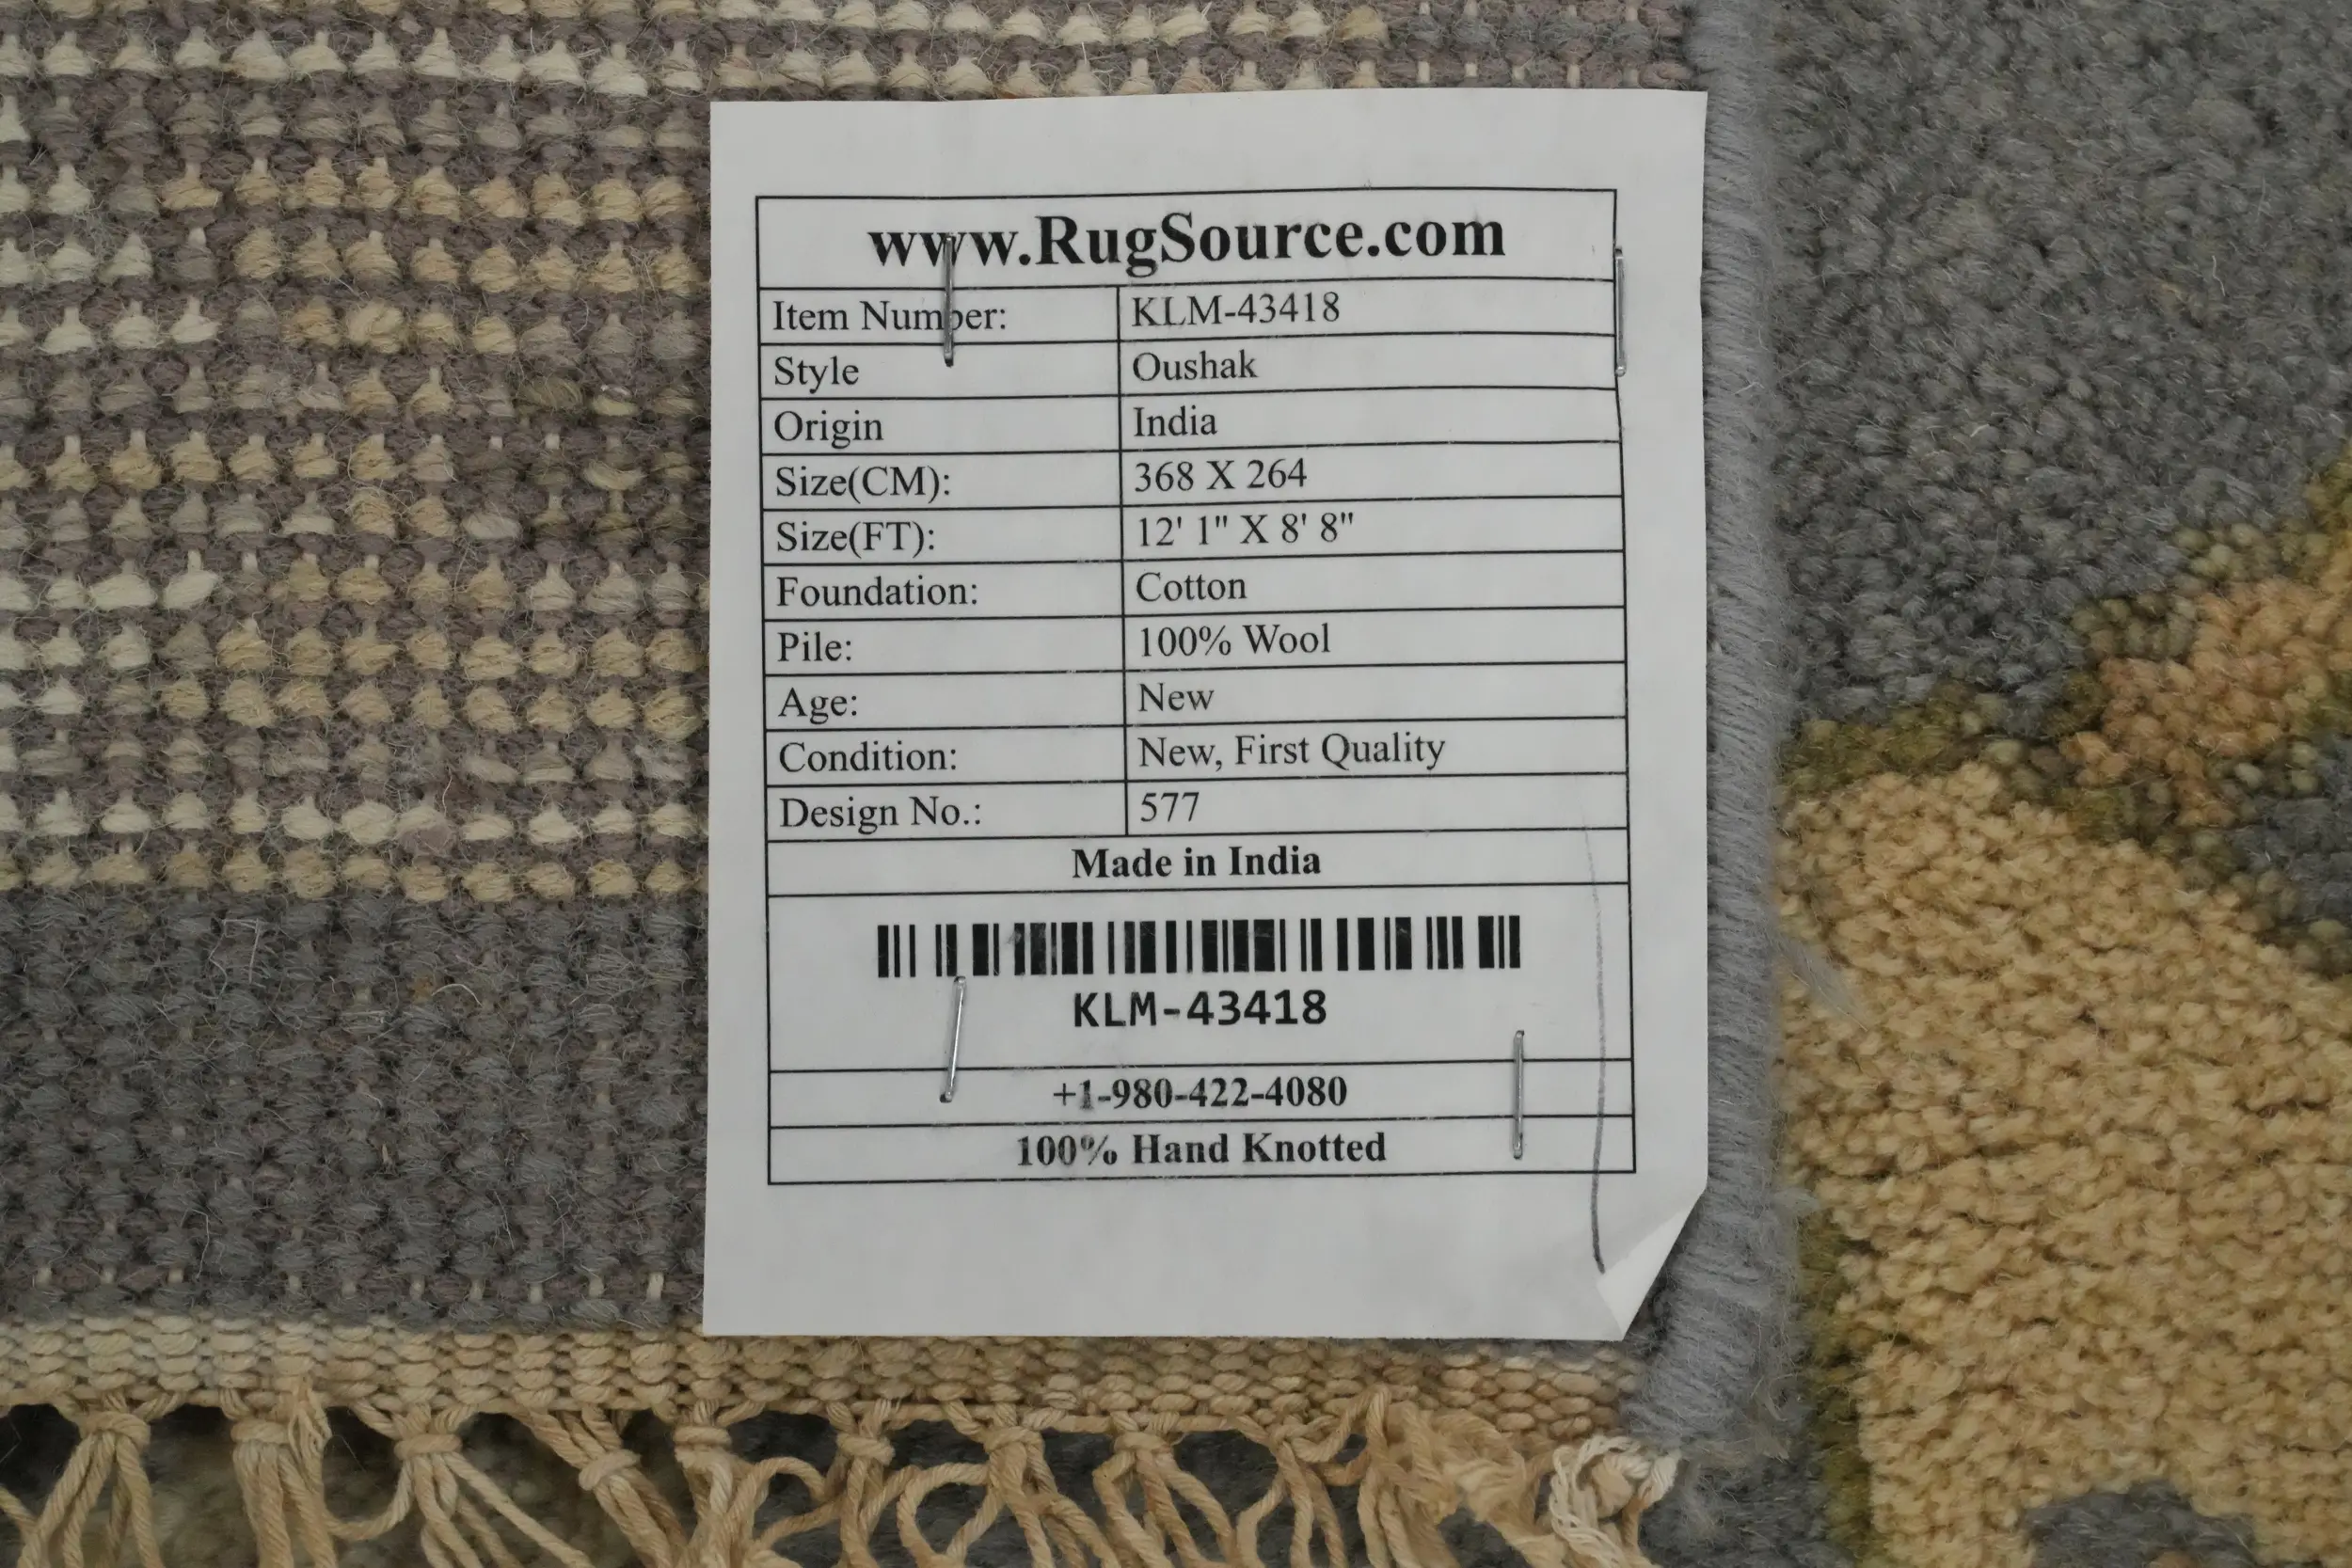 www.RugSource.com
Item Number: KLM-43418
Style Oushak
Origin India
Size(CM): 368 X 264
Size(FT): 12' 1" X 8' 8"
Foundation: Cotton
Pile: 100% Wool
Age: New
Condition: New, First Quality
Design No.: 577
Made in India
KLM-43418
+1-980-422-4080
100% Hand Knotted